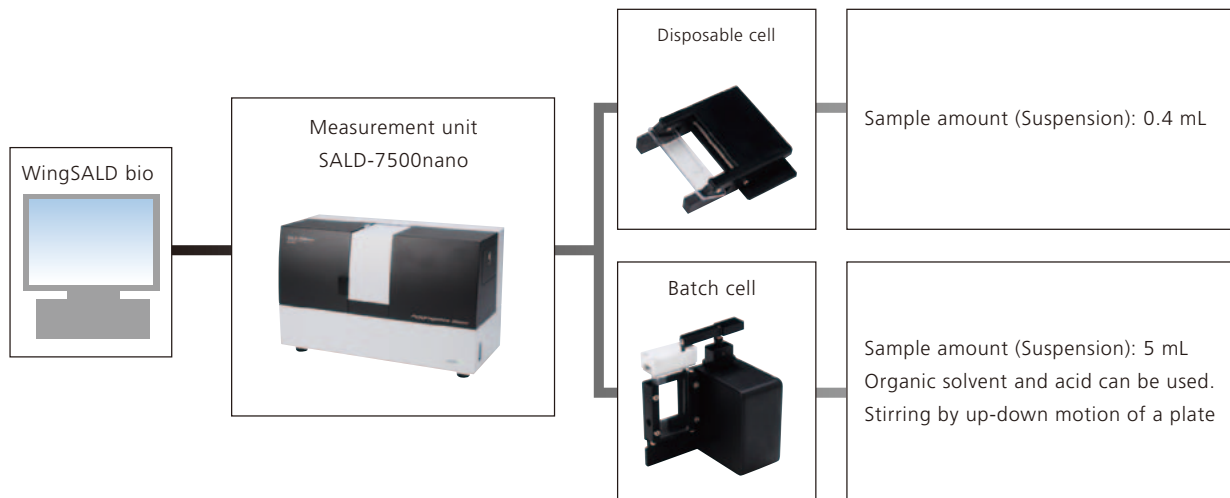 Disposable cell
Sample amount (Suspension): 0.4 mL
Measurement unit
SALD-7500nano
WingSALD bio
Batch cell
Sample amount (Suspension): 5 mL
Organic solvent and acid can be used.
Stirring by up-down motion of a plate